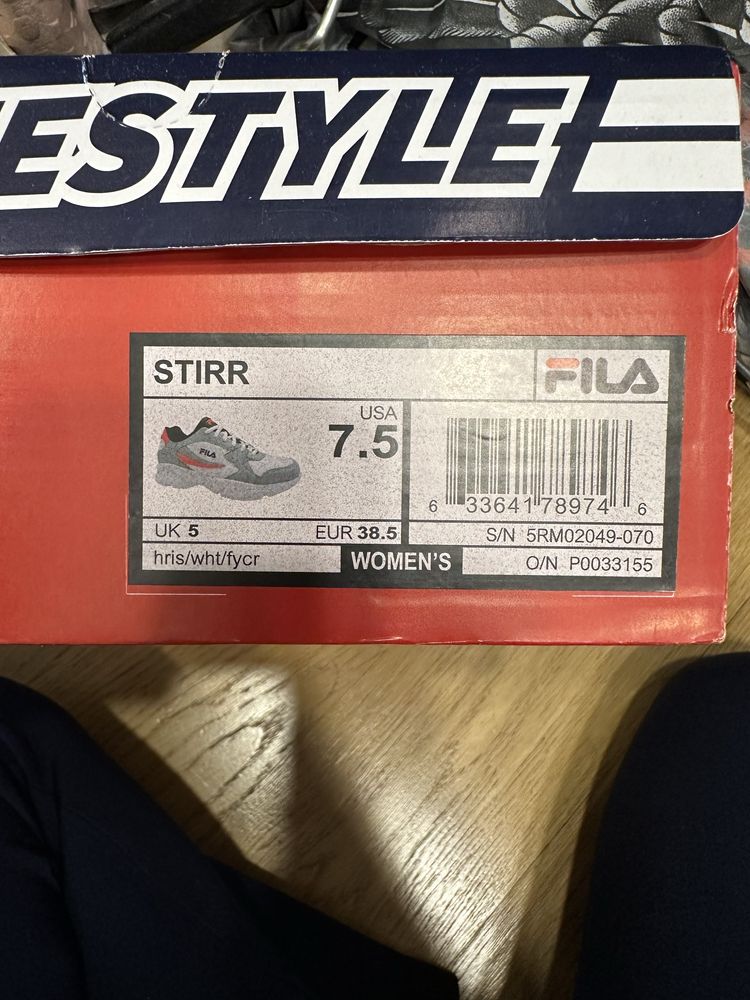 ESTYLE
STIRR
FILA
USA
7.5
FILA
6 33641 78974 6
UK 5
EUR 38.5
S/N 5RM02049-070
hris/wht/fycr
WOMEN'S
O/N P0033155